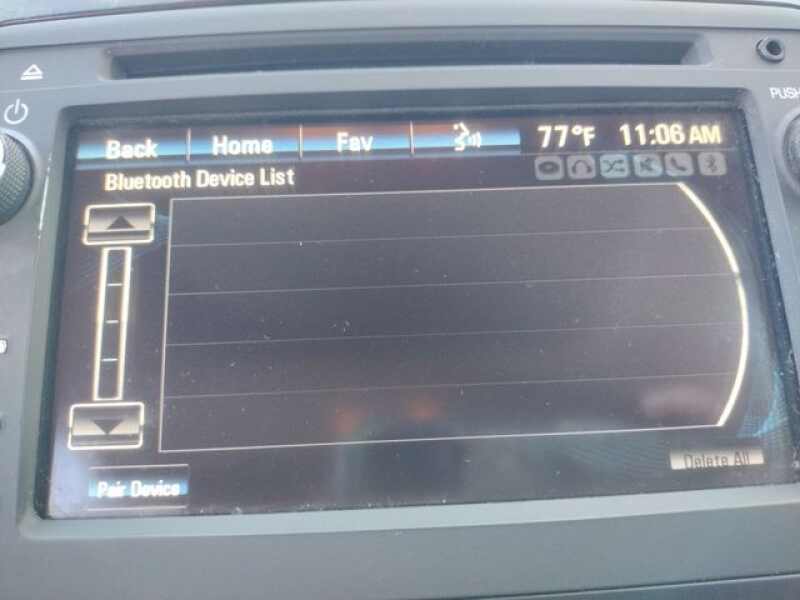 Back Home Fav 77°F 11:06 AM
Bluetooth Device List
Pair Device
Delete All
PUSH